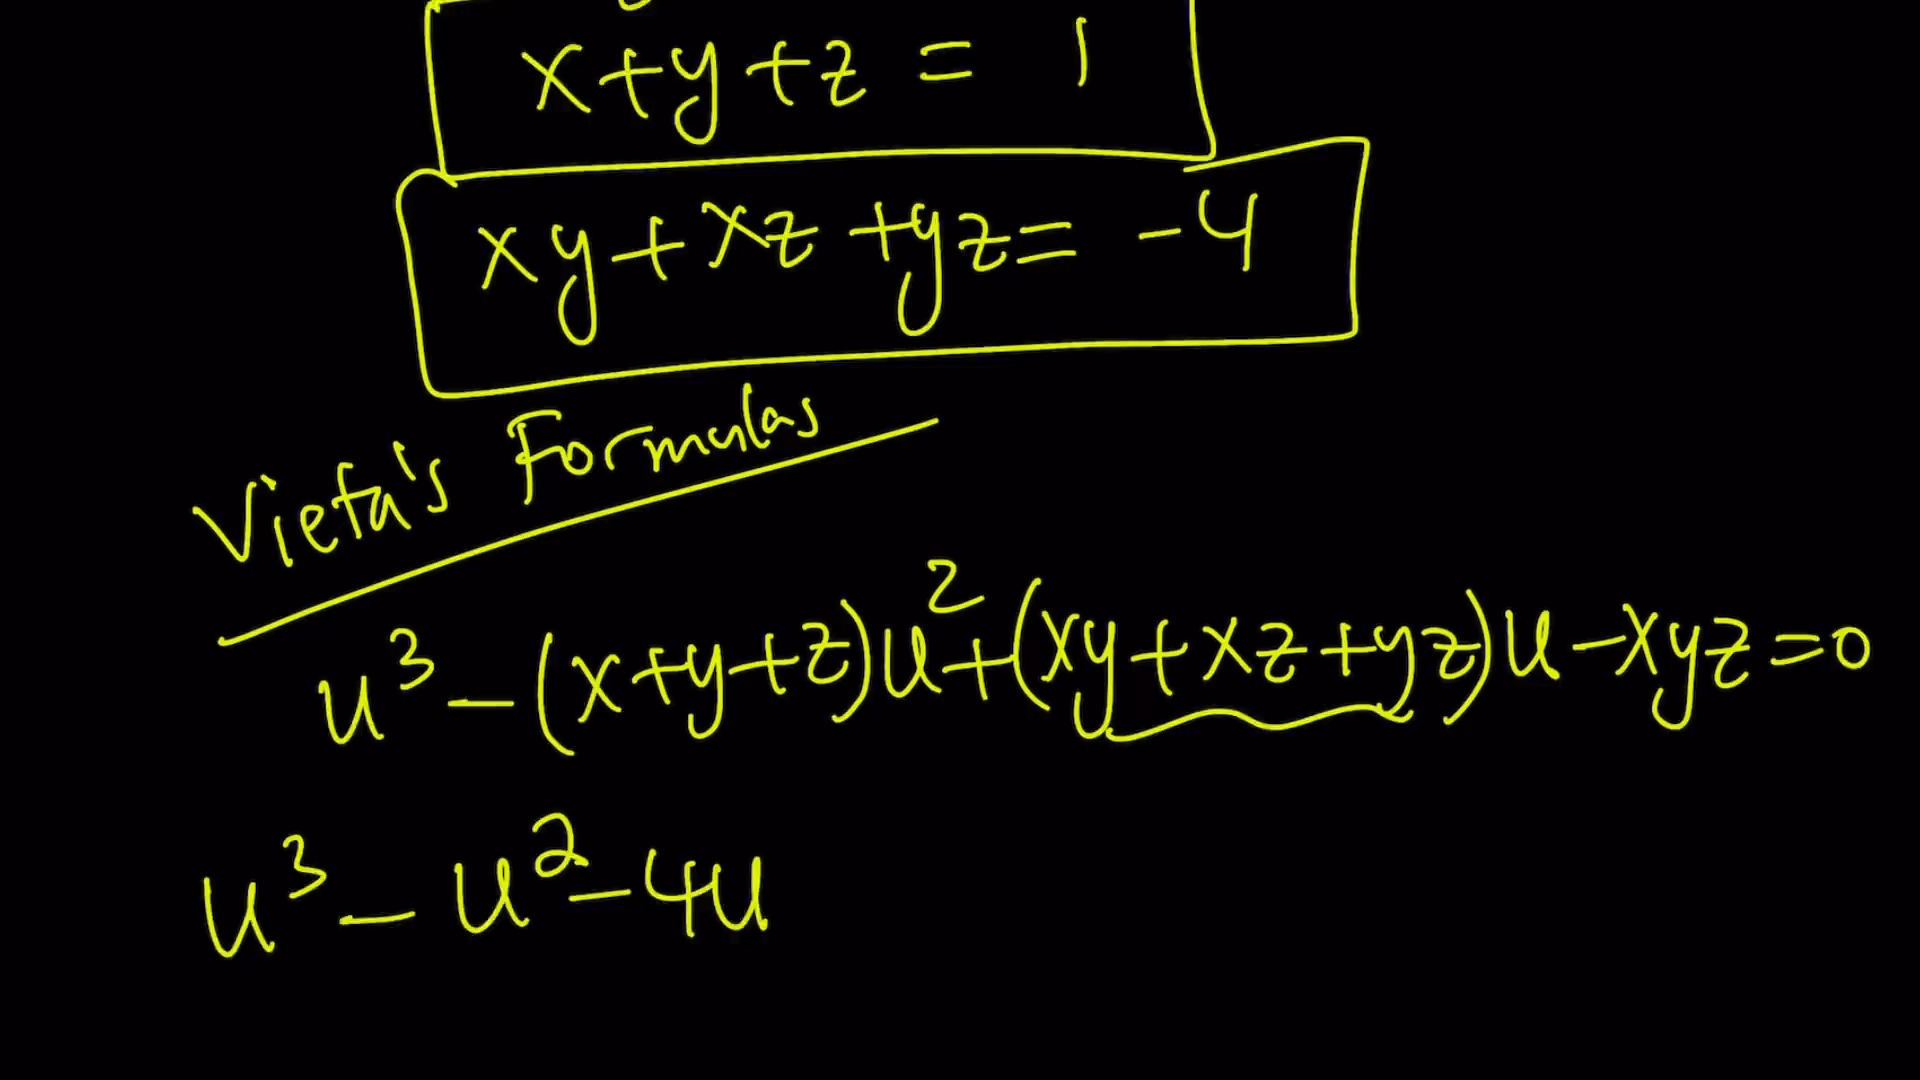 x+y+z = 1
xy+xz+yz= -4
Vieta's Formulas
u³-(x+y+z)u²+(xy+xz+yz)u-xyz=0
u³-u²-4u